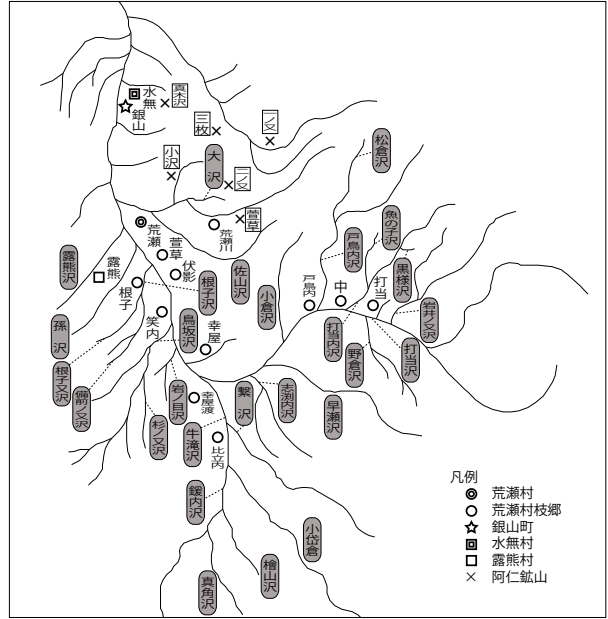 水無
銀山
真木沢
三枚
一ノ又
小沢
大沢
二ノ又
萱草
松倉沢
荒瀬
萱草
荒瀬川
伏影
露熊沢
露熊
根子
根子沢
佐山沢
小倉沢
戸鳥内
戸鳥内沢
魚の子沢
中
打当
黒様沢
岩井ノ又沢
孫沢
笑内
鳥坂沢
幸屋
打当内沢
野倉沢
打当沢
根子又沢
備前ノ又沢
杉ノ又沢
岩ノ目沢
幸屋渡
牛滝沢
繋沢
志渕内沢
早瀬沢
比立内
鍰内沢
小岱倉
檜山沢
真角沢
凡例
荒瀬村
荒瀬村枝郷
銀山町
水無村
露熊村
阿仁鉱山